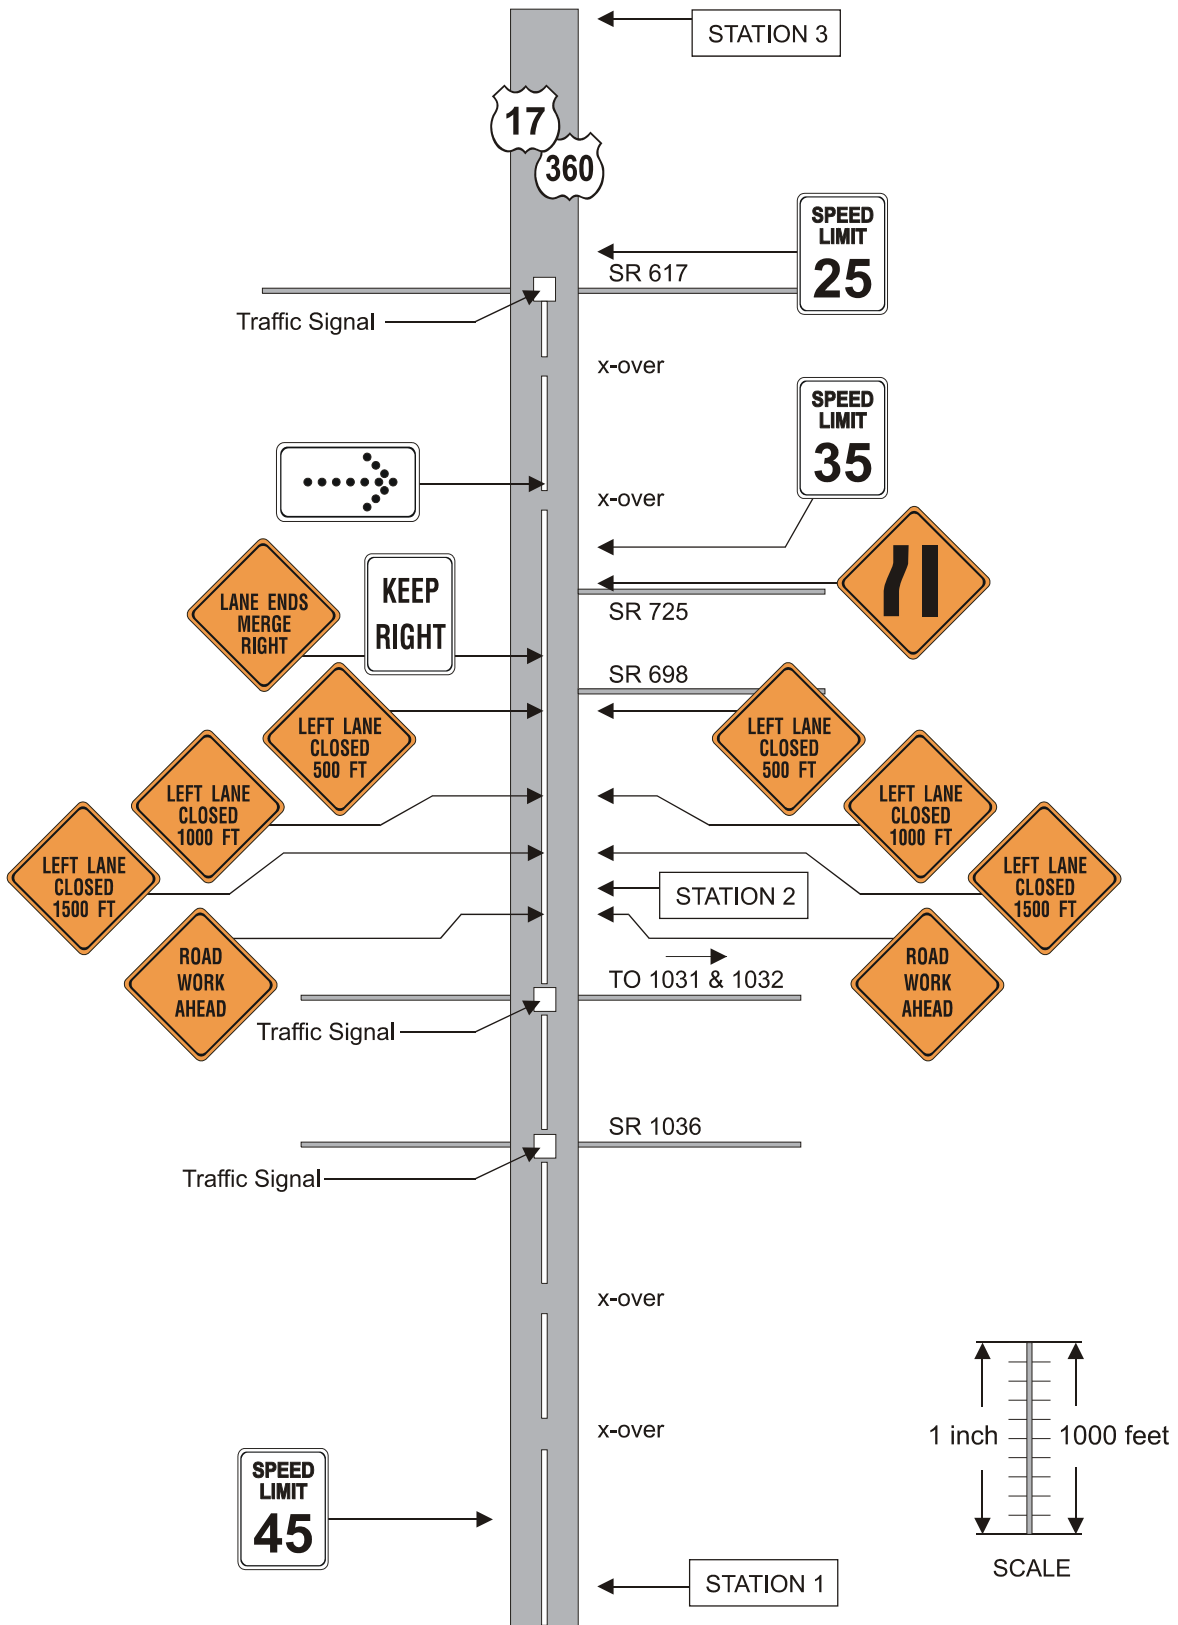 STATION 3
17
360
SPEED
LIMIT
25
SR 617
Traffic Signal
x-over
SPEED
LIMIT
35
x-over
LANE ENDS
MERGE
RIGHT
KEEP
RIGHT
SR 725
SR 698
LEFT LANE
CLOSED
500 FT
LEFT LANE
CLOSED
500 FT
LEFT LANE
CLOSED
1000 FT
LEFT LANE
CLOSED
1000 FT
LEFT LANE
CLOSED
1500 FT
STATION 2
LEFT LANE
CLOSED
1500 FT
ROAD
WORK
AHEAD
TO 1031 & 1032
ROAD
WORK
AHEAD
Traffic Signal
SR 1036
Traffic Signal
x-over
x-over
1 inch
1000 feet
SPEED
LIMIT
45
SCALE
STATION 1